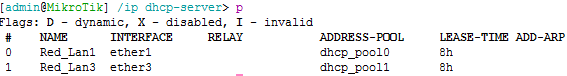 [admin@MikroTik] /ip dhcp-server> p
Flags: D - dynamic, X - disabled, I - invalid
# NAME INTERFACE RELAY ADDRESS-POOL LEASE-TIME ADD-ARP
0 Red_Lan1 ether1 dhcp_pool0 8h
1 Red_Lan3 ether3 dhcp_pool1 8h